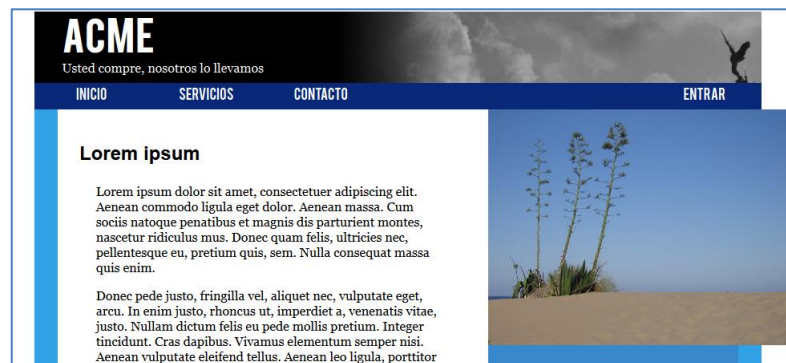 ACME
Usted compre, nosotros lo llevamos
INICIO SERVICIOS CONTACTO ENTRAR
Lorem ipsum
Lorem ipsum dolor sit amet, consectetuer adipiscing elit.
Aenean commodo ligula eget dolor. Aenean massa. Cum
sociis natoque penatibus et magnis dis parturient montes,
nascetur ridiculus mus. Donec quam felis, ultricies nec,
pellentesque eu, pretium quis, sem. Nulla consequat massa
quis enim.
Donec pede justo, fringilla vel, aliquet nec, vulputate eget,
arcu. In enim justo, rhoncus ut, imperdiet a, venenatis vitae,
justo. Nullam dictum felis eu pede mollis pretium. Integer
tincidunt. Cras dapibus. Vivamus elementum semper nisi.
Aenean vulputate eleifend tellus. Aenean leo ligula, porttitor